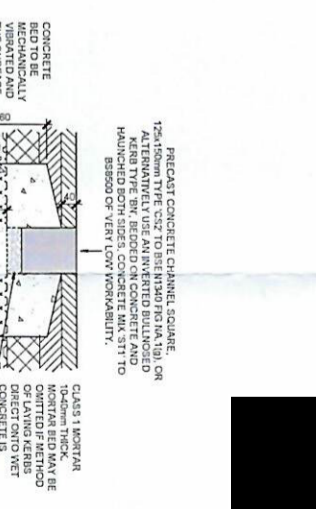 PRECAST CONCRETE CHANNEL SQUARE,
125x150mm TYPE 'CS2' TO BSEN1340 FIG NA.1(g), OR
ALTERNATIVELY USE AN INVERTED BULLNOSED
KERB TYPE 'BN', BEDDED ON CONCRETE AND
HAUNCHED BOTH SIDES, CONCRETE MIX 'ST1' TO
BS8500 OF 'VERY LOW' WORKABILITY.
CLASS 1 MORTAR
10-40mm THICK.
MORTAR BED MAY BE
OMITTED IF METHOD
OF LAYING KERBS
DIRECT ONTO WET
CONCRETE IS
40
CONCRETE
BED TO BE
MECHANICALLY
VIBRATED AND